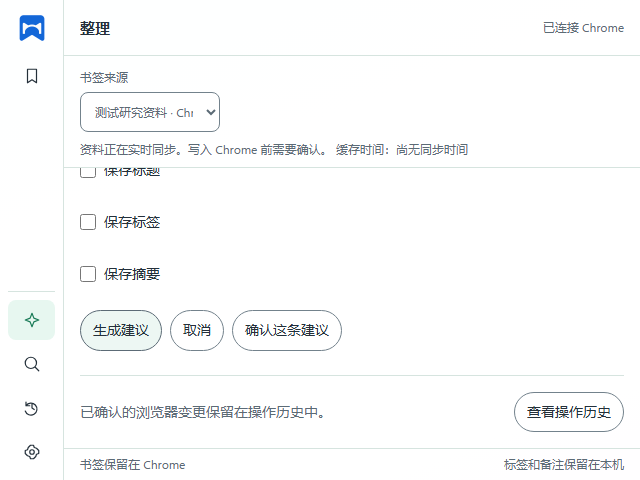 整理
已连接 Chrome
书签来源
测试研究资料 · Chr
资料正在实时同步。写入 Chrome 前需要确认。 缓存时间：尚无同步时间
保存标题
保存标签
保存摘要
生成建议
取消
确认这条建议
已确认的浏览器变更保留在操作历史中。
查看操作历史
书签保留在 Chrome
标签和备注保留在本机